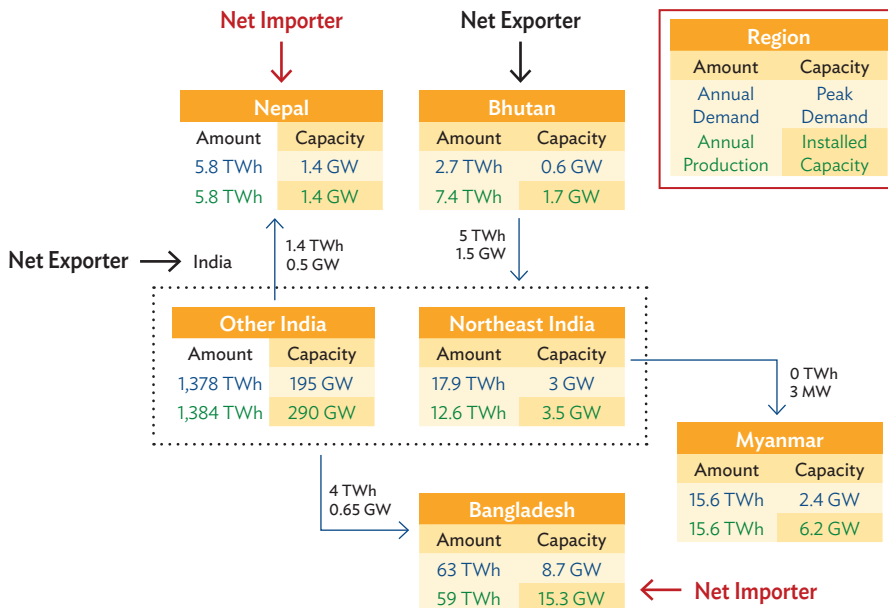 Net Importer
Net Exporter
Region
Amount Capacity
Annual Demand Peak Demand
Annual Production Installed Capacity
Nepal
Amount Capacity
5.8 TWh 1.4 GW
5.8 TWh 1.4 GW
Bhutan
Amount Capacity
2.7 TWh 0.6 GW
7.4 TWh 1.7 GW
1.4 TWh
0.5 GW
5 TWh
1.5 GW
Net Exporter
India
Other India
Amount Capacity
1,378 TWh 195 GW
1,384 TWh 290 GW
Northeast India
Amount Capacity
17.9 TWh 3 GW
12.6 TWh 3.5 GW
0 TWh
3 MW
Myanmar
Amount Capacity
15.6 TWh 2.4 GW
15.6 TWh 6.2 GW
4 TWh
0.65 GW
Bangladesh
Amount Capacity
63 TWh 8.7 GW
59 TWh 15.3 GW
Net Importer